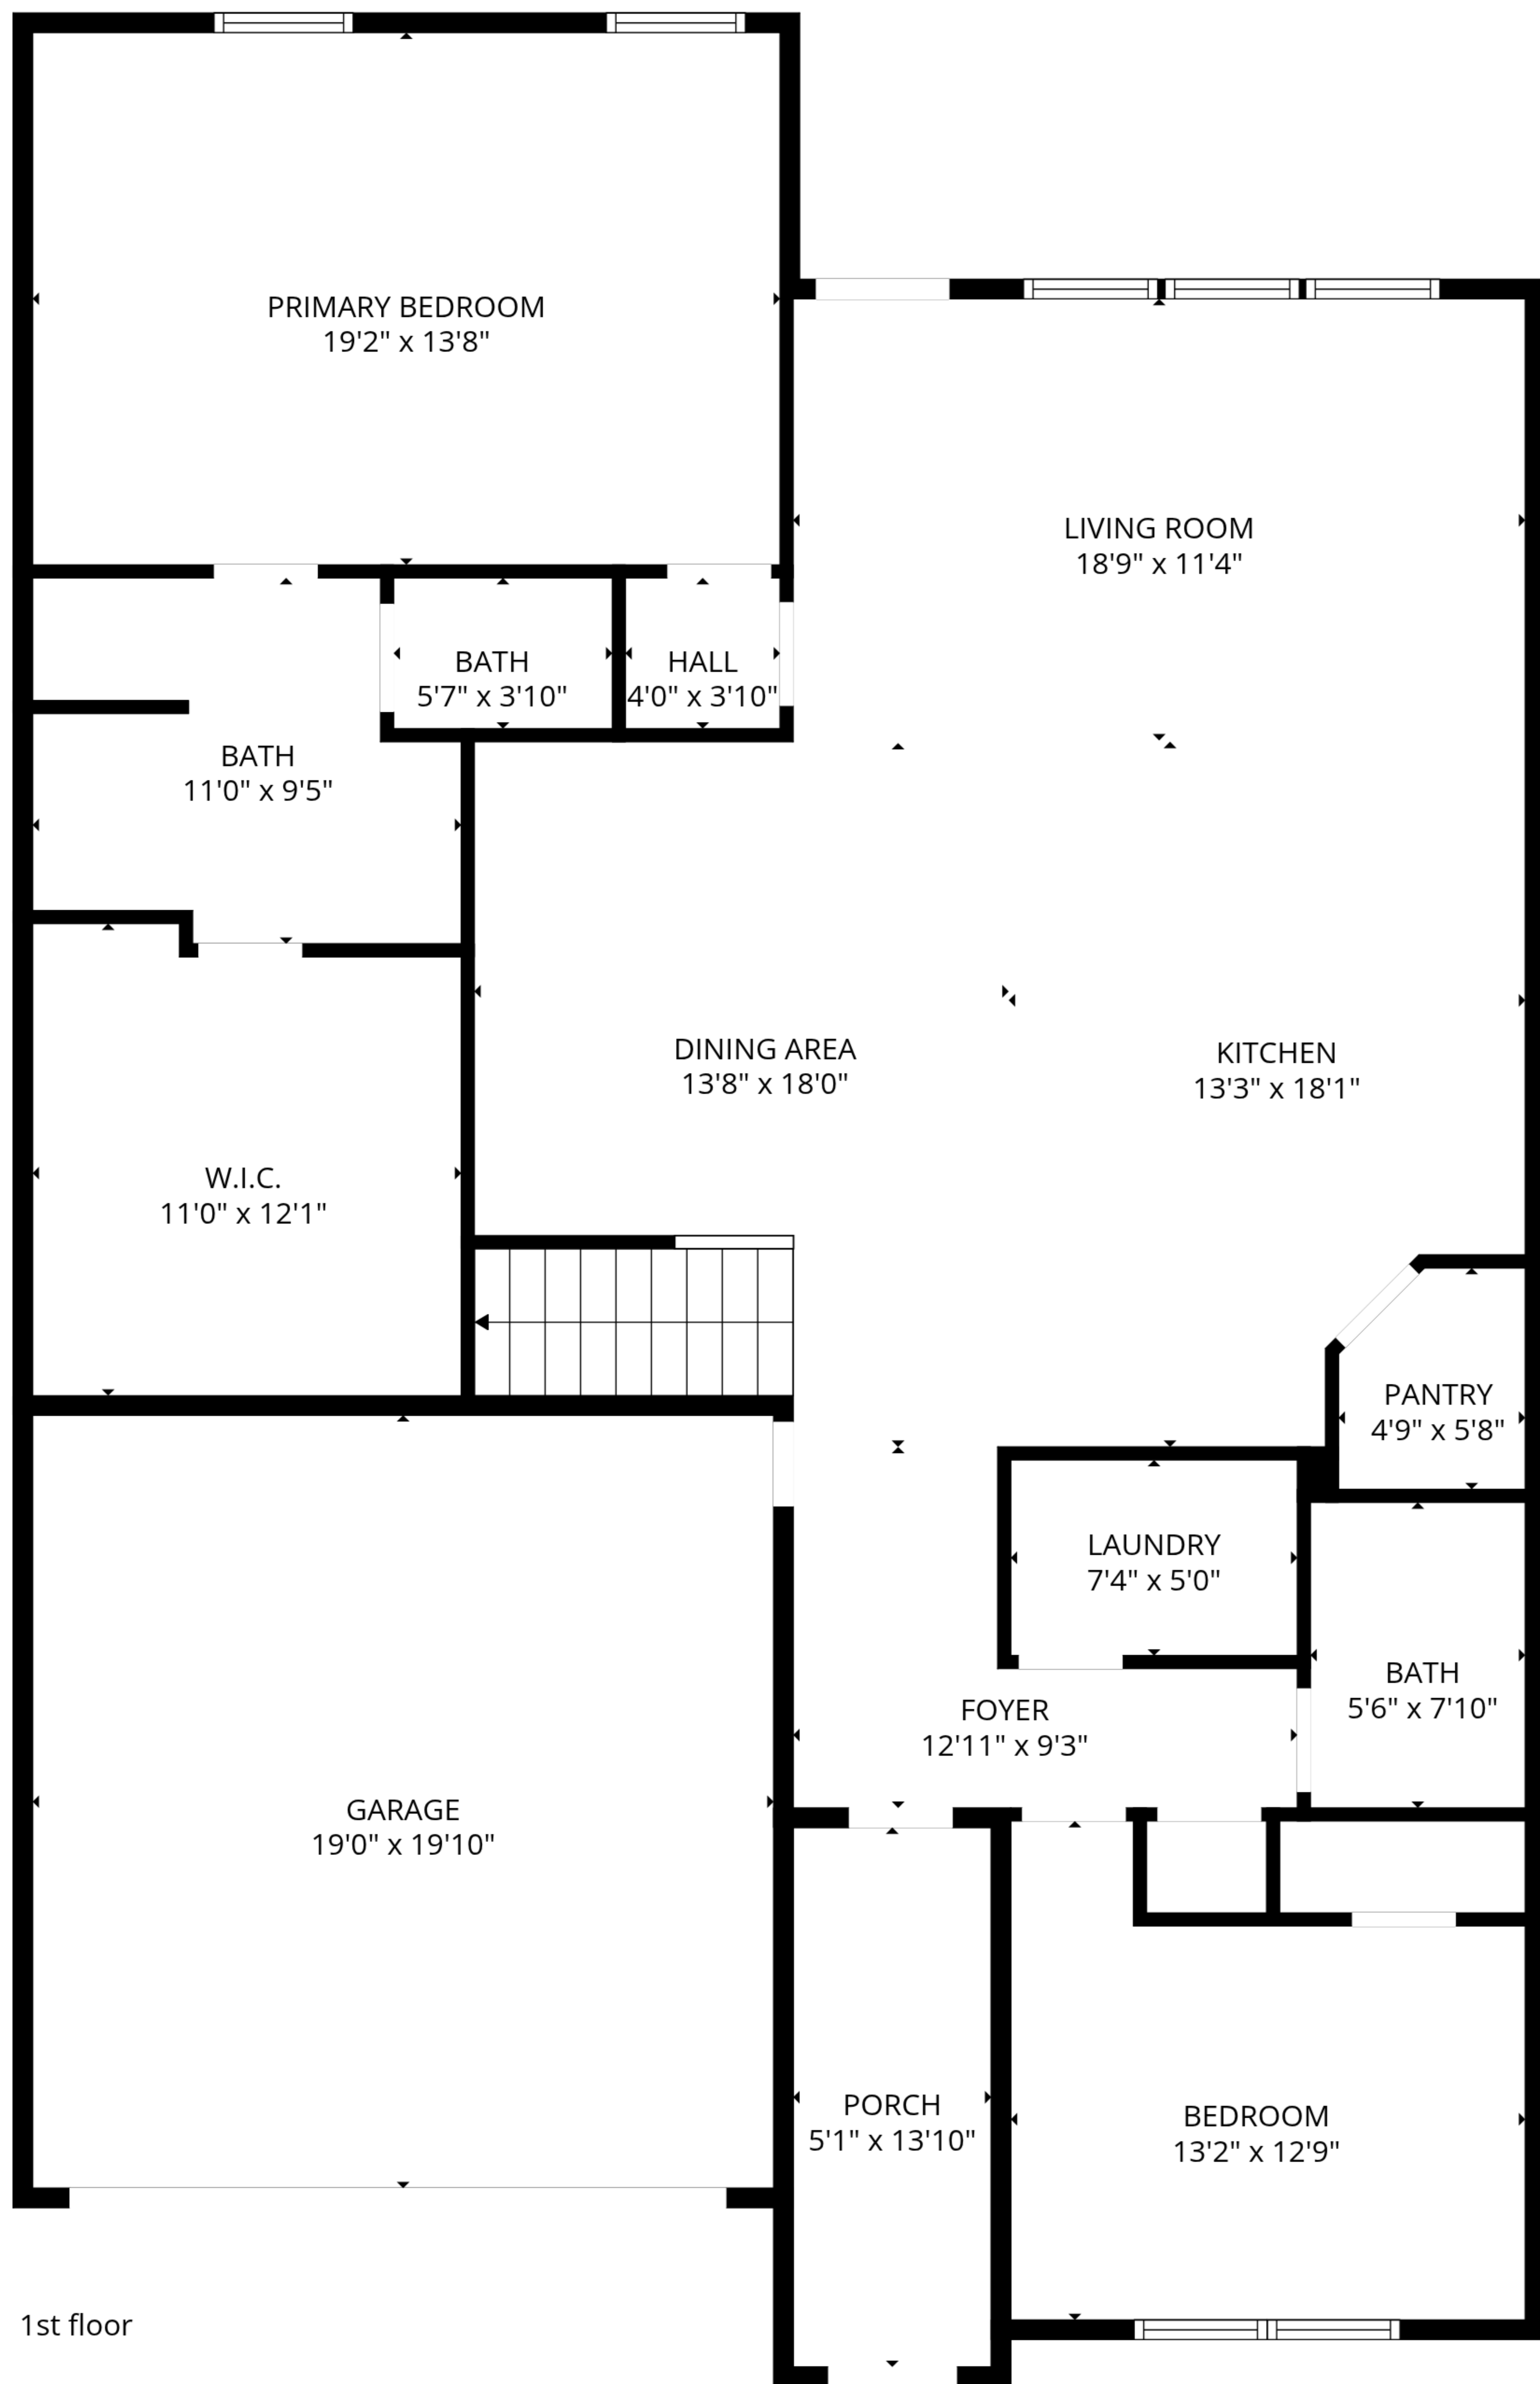 PRIMARY BEDROOM
19'2" x 13'8"
LIVING ROOM
18'9" x 11'4"
BATH
5'7" x 3'10"
HALL
4'0" x 3'10"
BATH
11'0" x 9'5"
DINING AREA
13'8" x 18'0"
KITCHEN
13'3" x 18'1"
W.I.C.
11'0" x 12'1"
PANTRY
4'9" x 5'8"
LAUNDRY
7'4" x 5'0"
BATH
5'6" x 7'10"
FOYER
12'11" x 9'3"
GARAGE
19'0" x 19'10"
PORCH
5'1" x 13'10"
BEDROOM
13'2" x 12'9"
1st floor